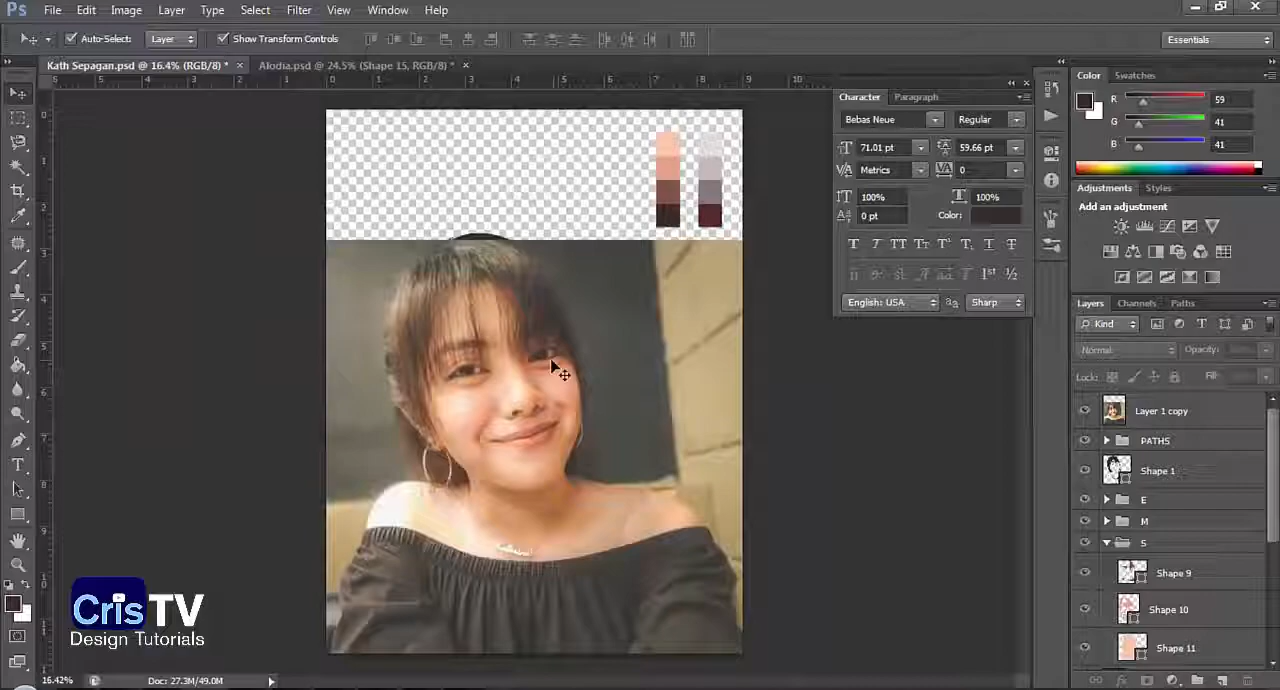 Ps File Edit Image Layer Type Select Filter View Window Help
Auto-Select: Layer Show Transform Controls Essentials
Kath Sepagan.psd @ 16.4% (RGB/8) * × Alodia.psd @ 24.5% (Shape 15, RGB/8) * ×
Character Paragraph
Bebas Neue Regular
71.01 pt 59.66 pt
Metrics 0
100% 100%
0 pt Color:
English: USA Sharp
Color Swatches
R 59
G 41
B 41
Adjustments Styles
Add an adjustment
Layers Channels Paths
Kind
Normal Opacity:
Lock: Fill:
Layer 1 copy
PATHS
Shape 1
E
M
S
Shape 9
Shape 10
Shape 11
CrisTV
Design Tutorials
16.42% Doc: 27.3M/49.0M